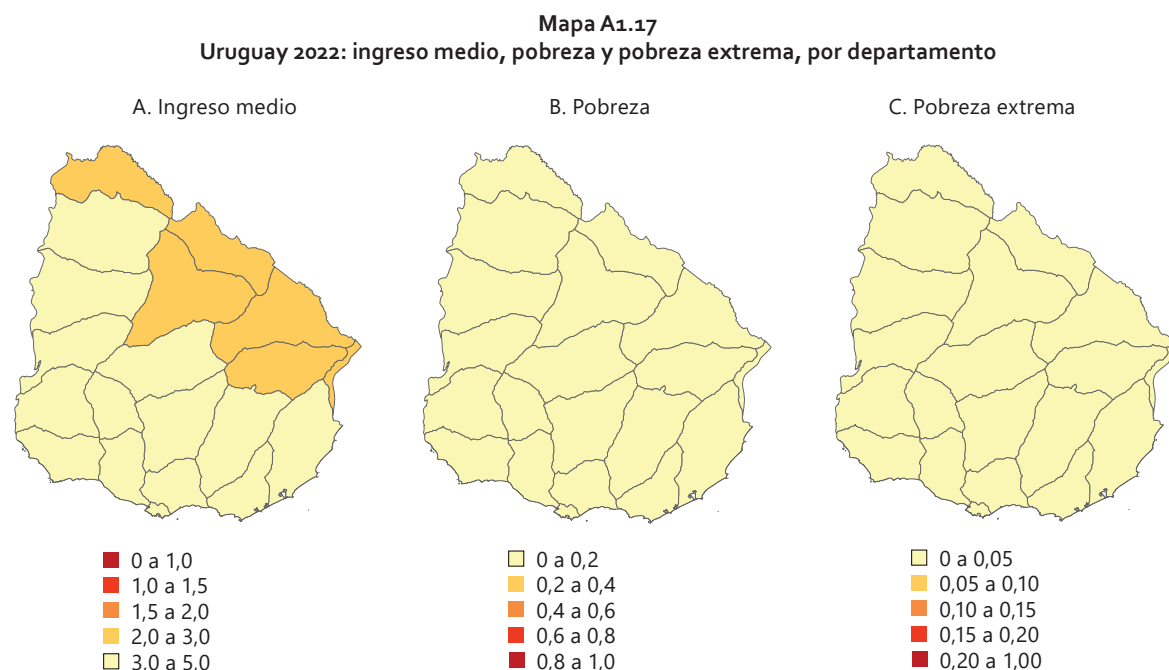 Mapa A1.17
Uruguay 2022: ingreso medio, pobreza y pobreza extrema, por departamento
A. Ingreso medio
B. Pobreza
C. Pobreza extrema
0 a 1,0
1,0 a 1,5
1,5 a 2,0
2,0 a 3,0
3,0 a 5,0
0 a 0,2
0,2 a 0,4
0,4 a 0,6
0,6 a 0,8
0,8 a 1,0
0 a 0,05
0,05 a 0,10
0,10 a 0,15
0,15 a 0,20
0,20 a 1,00